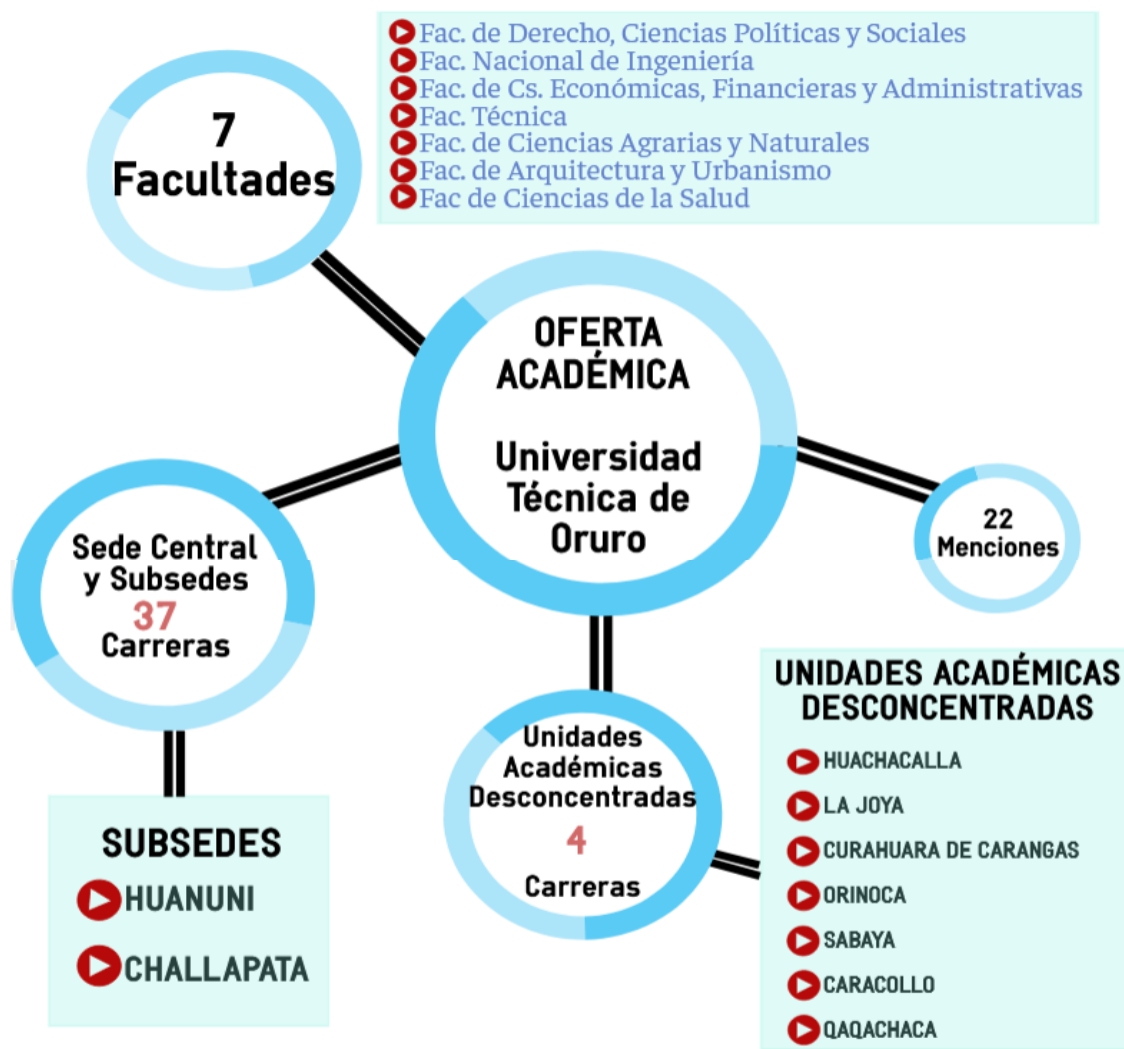 7
Facultades
Fac. de Derecho, Ciencias Políticas y Sociales
Fac. Nacional de Ingeniería
Fac. de Cs. Económicas, Financieras y Administrativas
Fac. Técnica
Fac. de Ciencias Agrarias y Naturales
Fac. de Arquitectura y Urbanismo
Fac de Ciencias de la Salud
OFERTA
ACADÉMICA
Universidad
Técnica de
Oruro
22
Menciones
Sede Central
y Subsedes
37
Carreras
SUBSEDES
HUANUNI
CHALLAPATA
Unidades
Académicas
Desconcentradas
4
Carreras
UNIDADES ACADÉMICAS
DESCONCENTRADAS
HUACHACALLA
LA JOYA
CURAHUARA DE CARANGAS
ORINOCA
SABAYA
CARACOLLO
QAQACHACA